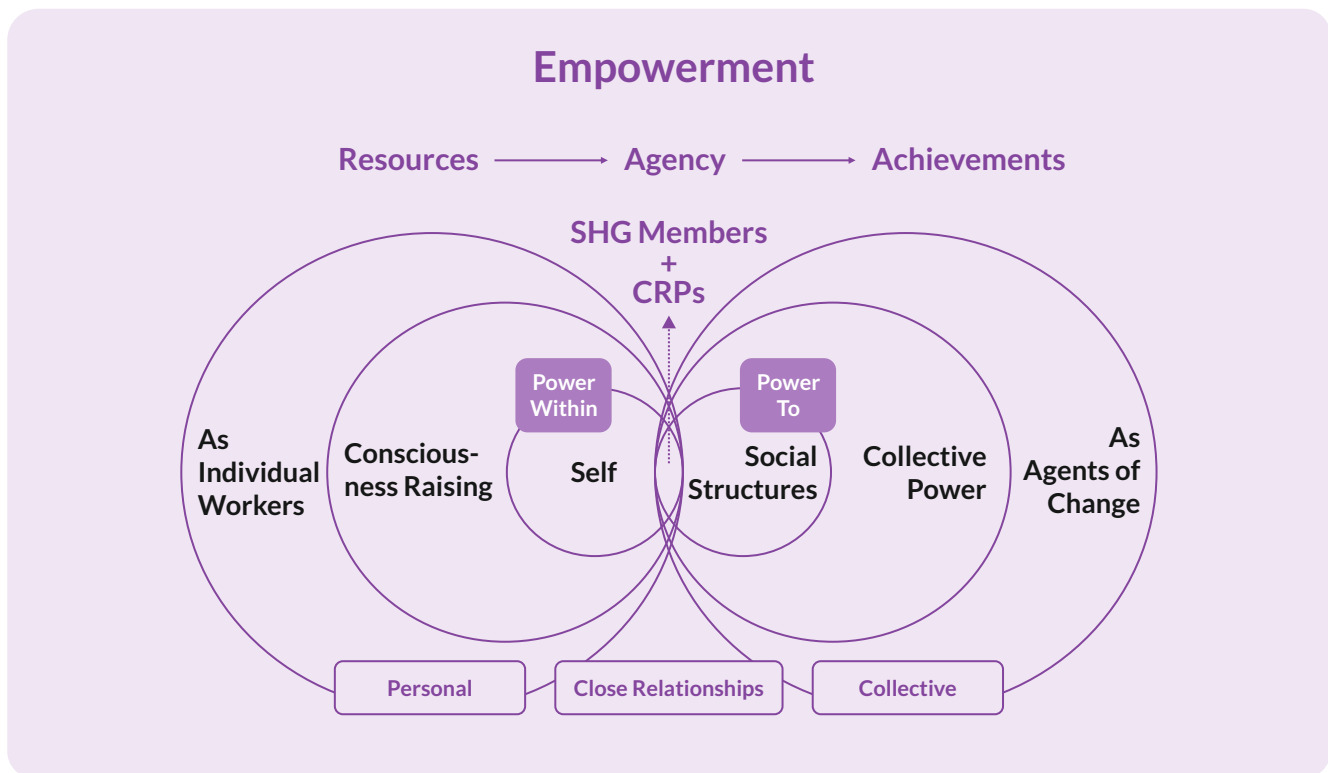 Empowerment
Resources
Agency
Achievements
SHG Members
+
CRPs
Power
Within
Power
To
As
Individual
Workers
Conscious-
ness Raising
Self
Social
Structures
Collective
Power
As
Agents of
Change
Personal
Close Relationships
Collective